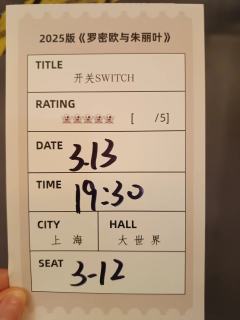 2025版《罗密欧与朱丽叶》
TITLE
开关SWITCH
RATING
[ /5]
DATE
3.13
TIME
19:30
CITY
上 海
HALL
大 世 界
SEAT
3-12